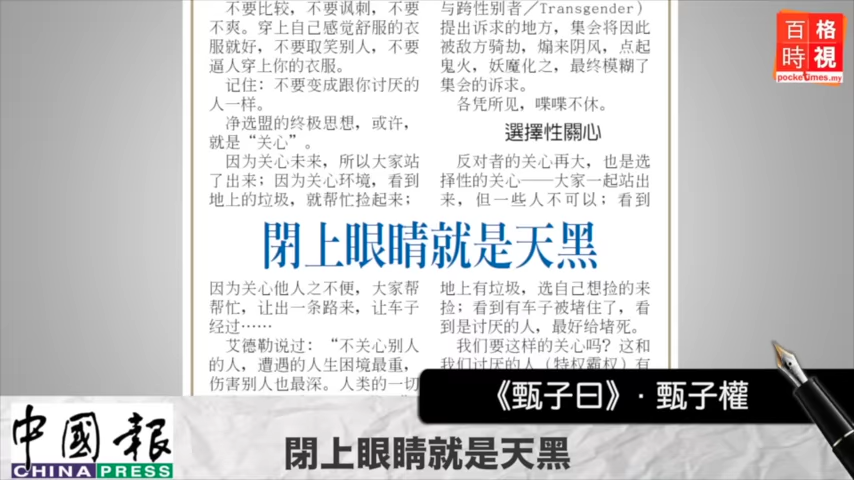 不要比较，不要讽刺，不要
不爽。穿上自己感觉舒服的衣
服就好，不要取笑别人，不要
逼人穿上你的衣服。
记住：不要变成跟你讨厌的
人一样。
净选盟的终极思想，或许，
就是“关心”。
因为关心未来，所以大家站
了出来；因为关心环境，看到
地上的垃圾，就帮忙捡起来；
与跨性别者／Transgender）
提出诉求的地方，集会将因此
被敌方骑劫，煽来阴风，点起
鬼火，妖魔化之，最终模糊了
集会的诉求。
各凭所见，喋喋不休。
選擇性關心
反对者的关心再大，也是选
择性的关心——大家一起站出
来，但一些人不可以；看到
閉上眼睛就是天黑
因为关心他人之不便，大家帮
帮忙，让出一条路来，让车子
经过……
艾德勒说过：“不关心别人
的人，遭遇的人生困境最重，
伤害别人也最深。人类的一切
地上有垃圾，选自己想捡的来
捡；看到有车子被堵住了，看
到是讨厌的人，最好给堵死。
我们要这样的关心吗？这和
我们讨厌的人（特权霸权）有
百格
時視
pocketimes.my
《甄子曰》· 甄子權
中國報
CHINA PRESS
閉上眼睛就是天黑